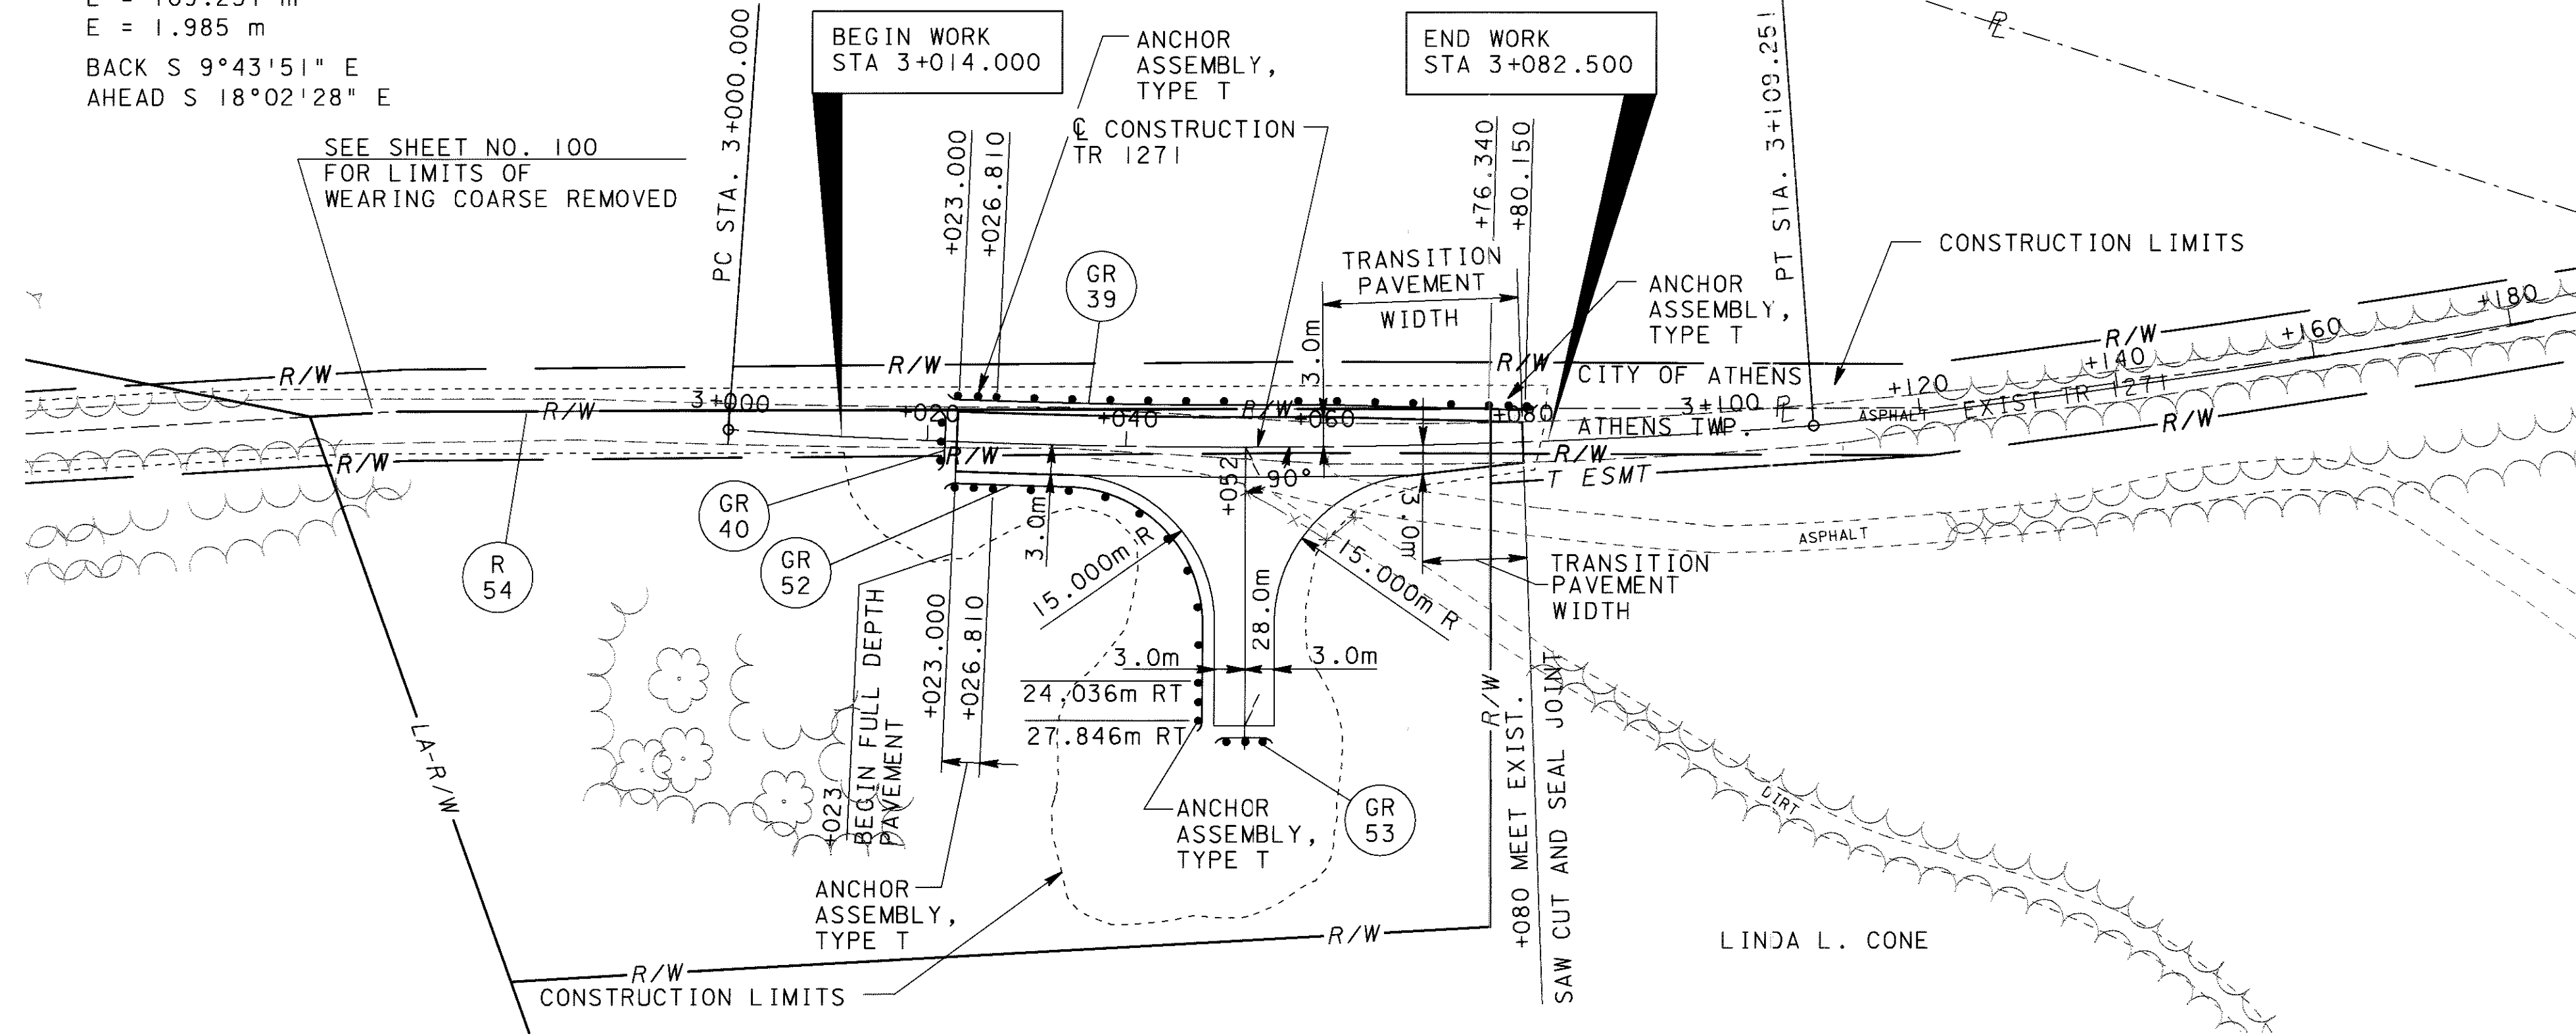 E = 1.985 m
BACK S 9°43'51" E
AHEAD S 18°02'28" E
SEE SHEET NO. 100
FOR LIMITS OF
WEARING COARSE REMOVED
PC STA. 3+000.000
BEGIN WORK
STA 3+014.000
ANCHOR
ASSEMBLY,
TYPE T
℄ CONSTRUCTION
TR 1271
END WORK
STA 3+082.500
PT STA. 3+109.251
℄
CONSTRUCTION LIMITS
+023.000
+026.810
+76.340
+80.150
GR
39
TRANSITION
PAVEMENT
WIDTH
ANCHOR
ASSEMBLY,
TYPE T
3.0m
R/W
R/W
R/W
R/W
R/W
R/W
R/W
R/W
R/W
R/W
R/W
3+000
+020
+040
+060
+080
3+100 ⅊
+120
+140
+160
+180
CITY OF ATHENS
ATHENS TWP.
ASPHALT
EXIST TR 1271
T ESMT
+052
90°
3.0m
3.0m
GR
40
GR
52
R
54
15.000m R
15.000m R
28.0m
ASPHALT
TRANSITION
PAVEMENT
WIDTH
+023.000
+026.810
3.0m
3.0m
24.036m RT
27.846m RT
+023
BEGIN FULL DEPTH
PAVEMENT
LA-R/W
R/W
+080 MEET EXIST.
SAW CUT AND SEAL JOINT
DIRT
ANCHOR
ASSEMBLY,
TYPE T
GR
53
ANCHOR
ASSEMBLY,
TYPE T
R/W
R/W
CONSTRUCTION LIMITS
LINDA L. CONE